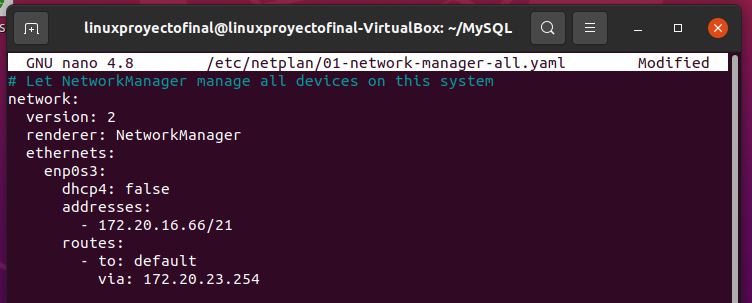 linuxproyectofinal@linuxproyectofinal-VirtualBox: ~/MySQL
GNU nano 4.8 /etc/netplan/01-network-manager-all.yaml Modified
# Let NetworkManager manage all devices on this system
network:
  version: 2
  renderer: NetworkManager
  ethernets:
    enp0s3:
      dhcp4: false
      addresses:
        - 172.20.16.66/21
      routes:
        - to: default
          via: 172.20.23.254